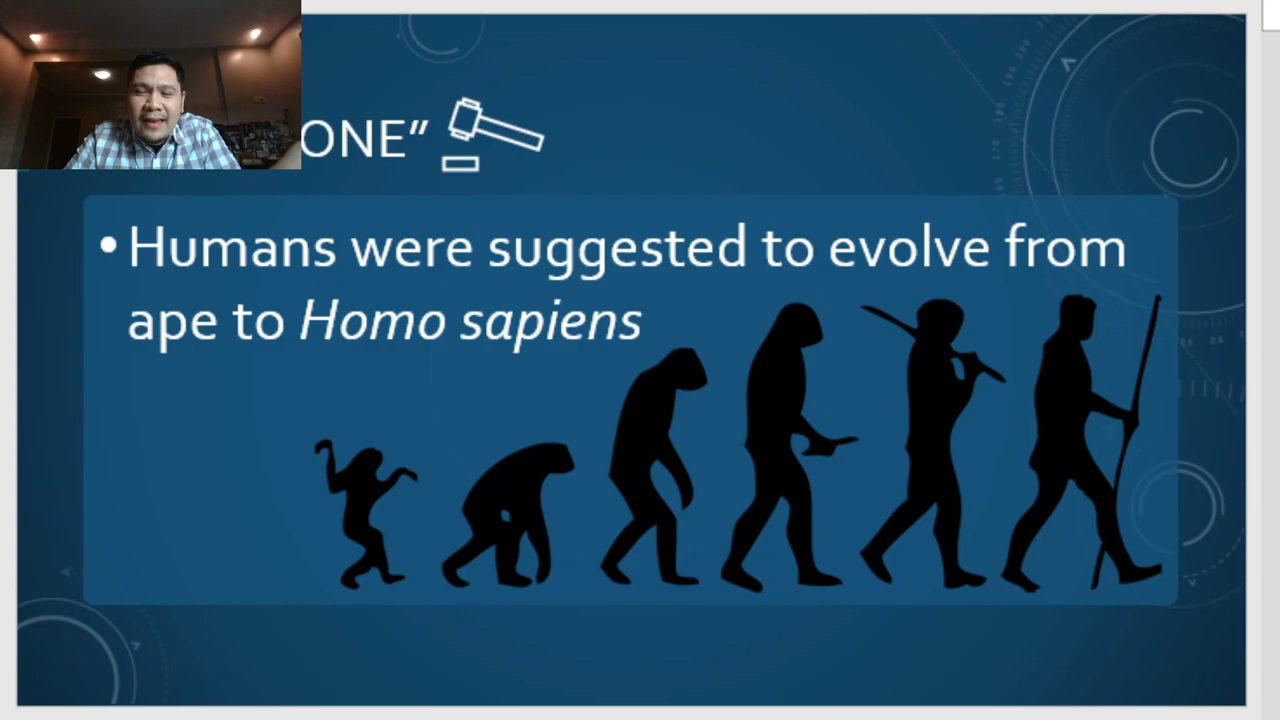 ONE”
• Humans were suggested to evolve from
ape to Homo sapiens